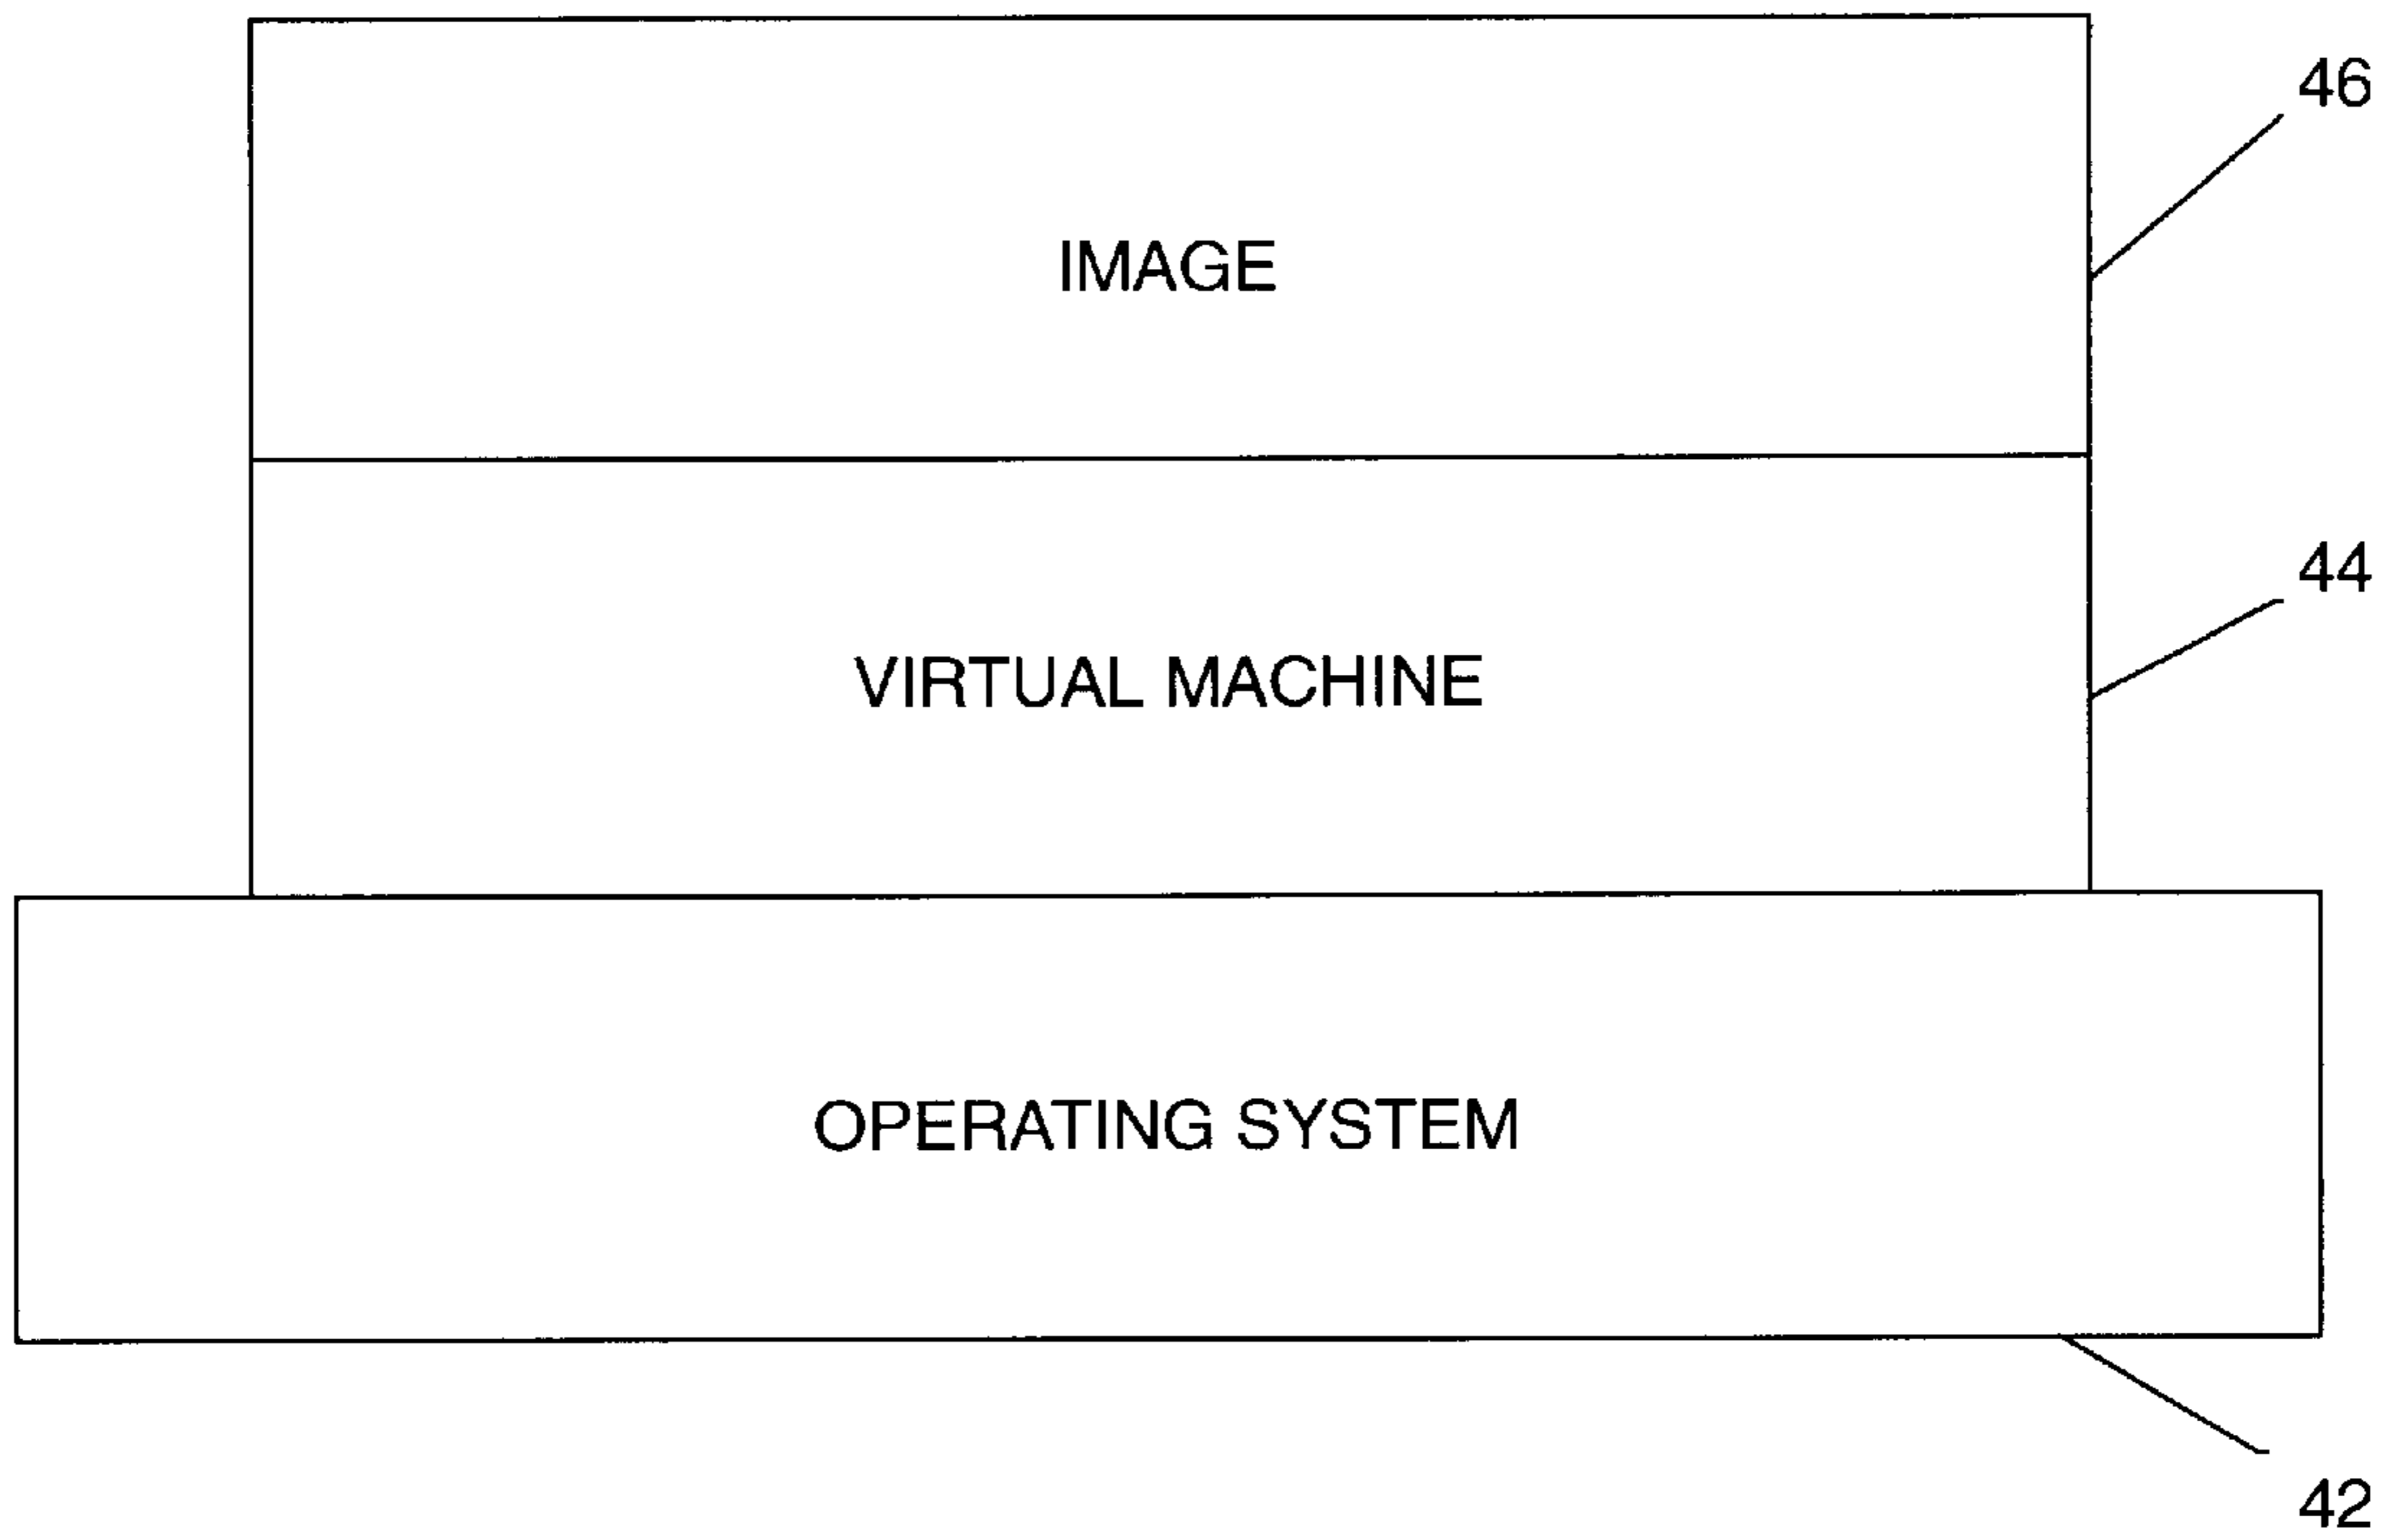 46
IMAGE
44
VIRTUAL MACHINE
OPERATING SYSTEM
42